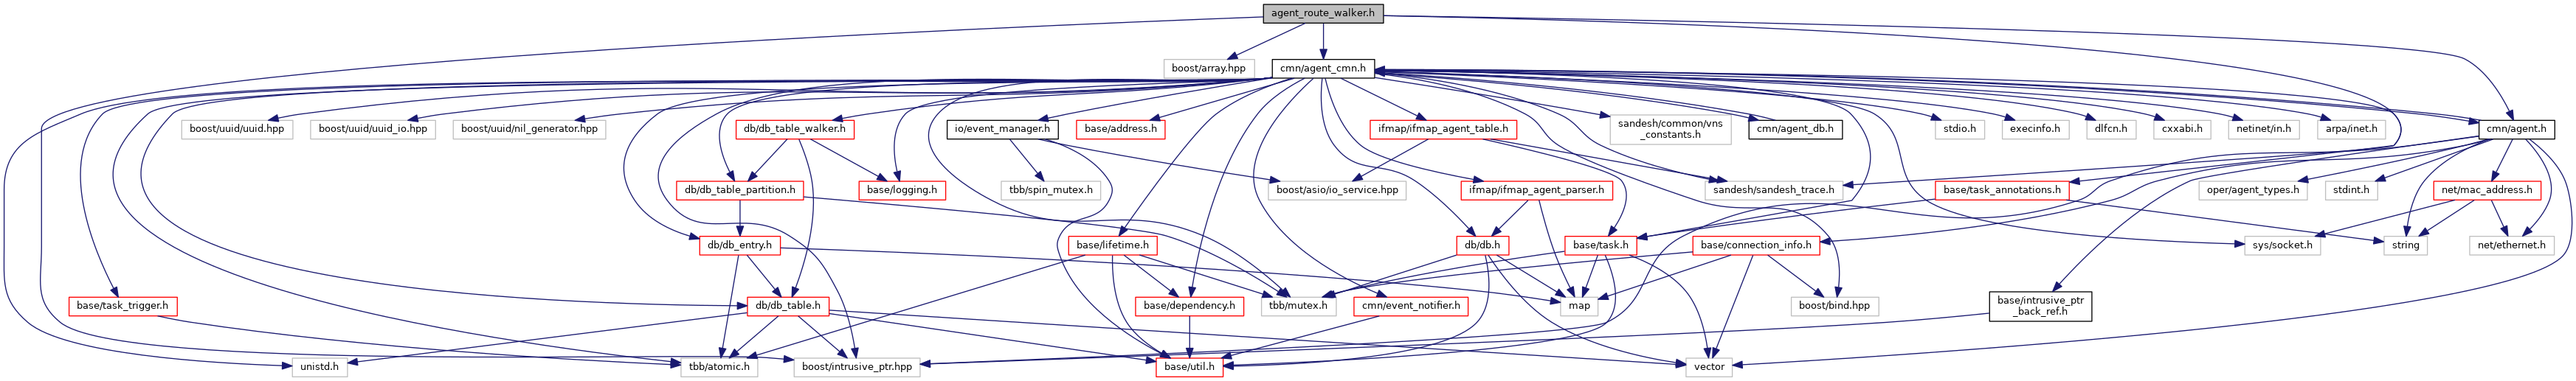 agent_route_walker.h
boost/array.hpp
cmn/agent_cmn.h
boost/uuid/uuid.hpp
boost/uuid/uuid_io.hpp
boost/uuid/nil_generator.hpp
db/db_table_walker.h
io/event_manager.h
base/address.h
ifmap/ifmap_agent_table.h
sandesh/common/vns
_constants.h
cmn/agent_db.h
stdio.h
execinfo.h
dlfcn.h
cxxabi.h
netinet/in.h
arpa/inet.h
cmn/agent.h
db/db_table_partition.h
base/logging.h
tbb/spin_mutex.h
boost/asio/io_service.hpp
ifmap/ifmap_agent_parser.h
sandesh/sandesh_trace.h
base/task_annotations.h
oper/agent_types.h
stdint.h
net/mac_address.h
db/db_entry.h
base/lifetime.h
db/db.h
base/task.h
base/connection_info.h
sys/socket.h
string
net/ethernet.h
base/task_trigger.h
db/db_table.h
base/dependency.h
tbb/mutex.h
crm/event_notifier.h
map
boost/bind.hpp
base/intrusive_ptr
_back_ref.h
unistd.h
tbb/atomic.h
boost/intrusive_ptr.hpp
base/util.h
vector